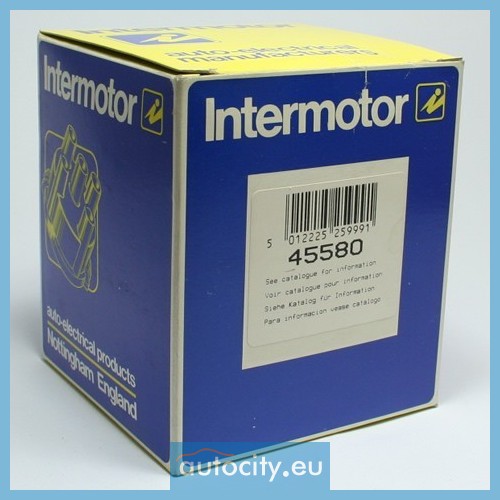 auto-electrical
manufacturers
Intermotor
Intermotor
5 012225 259991
45580
See catalogue for information
Voir catalogue pour information
Siehe Katalog für Information
Para informacion vease catalogo
auto-electrical products
Nottingham England
autocity.eu